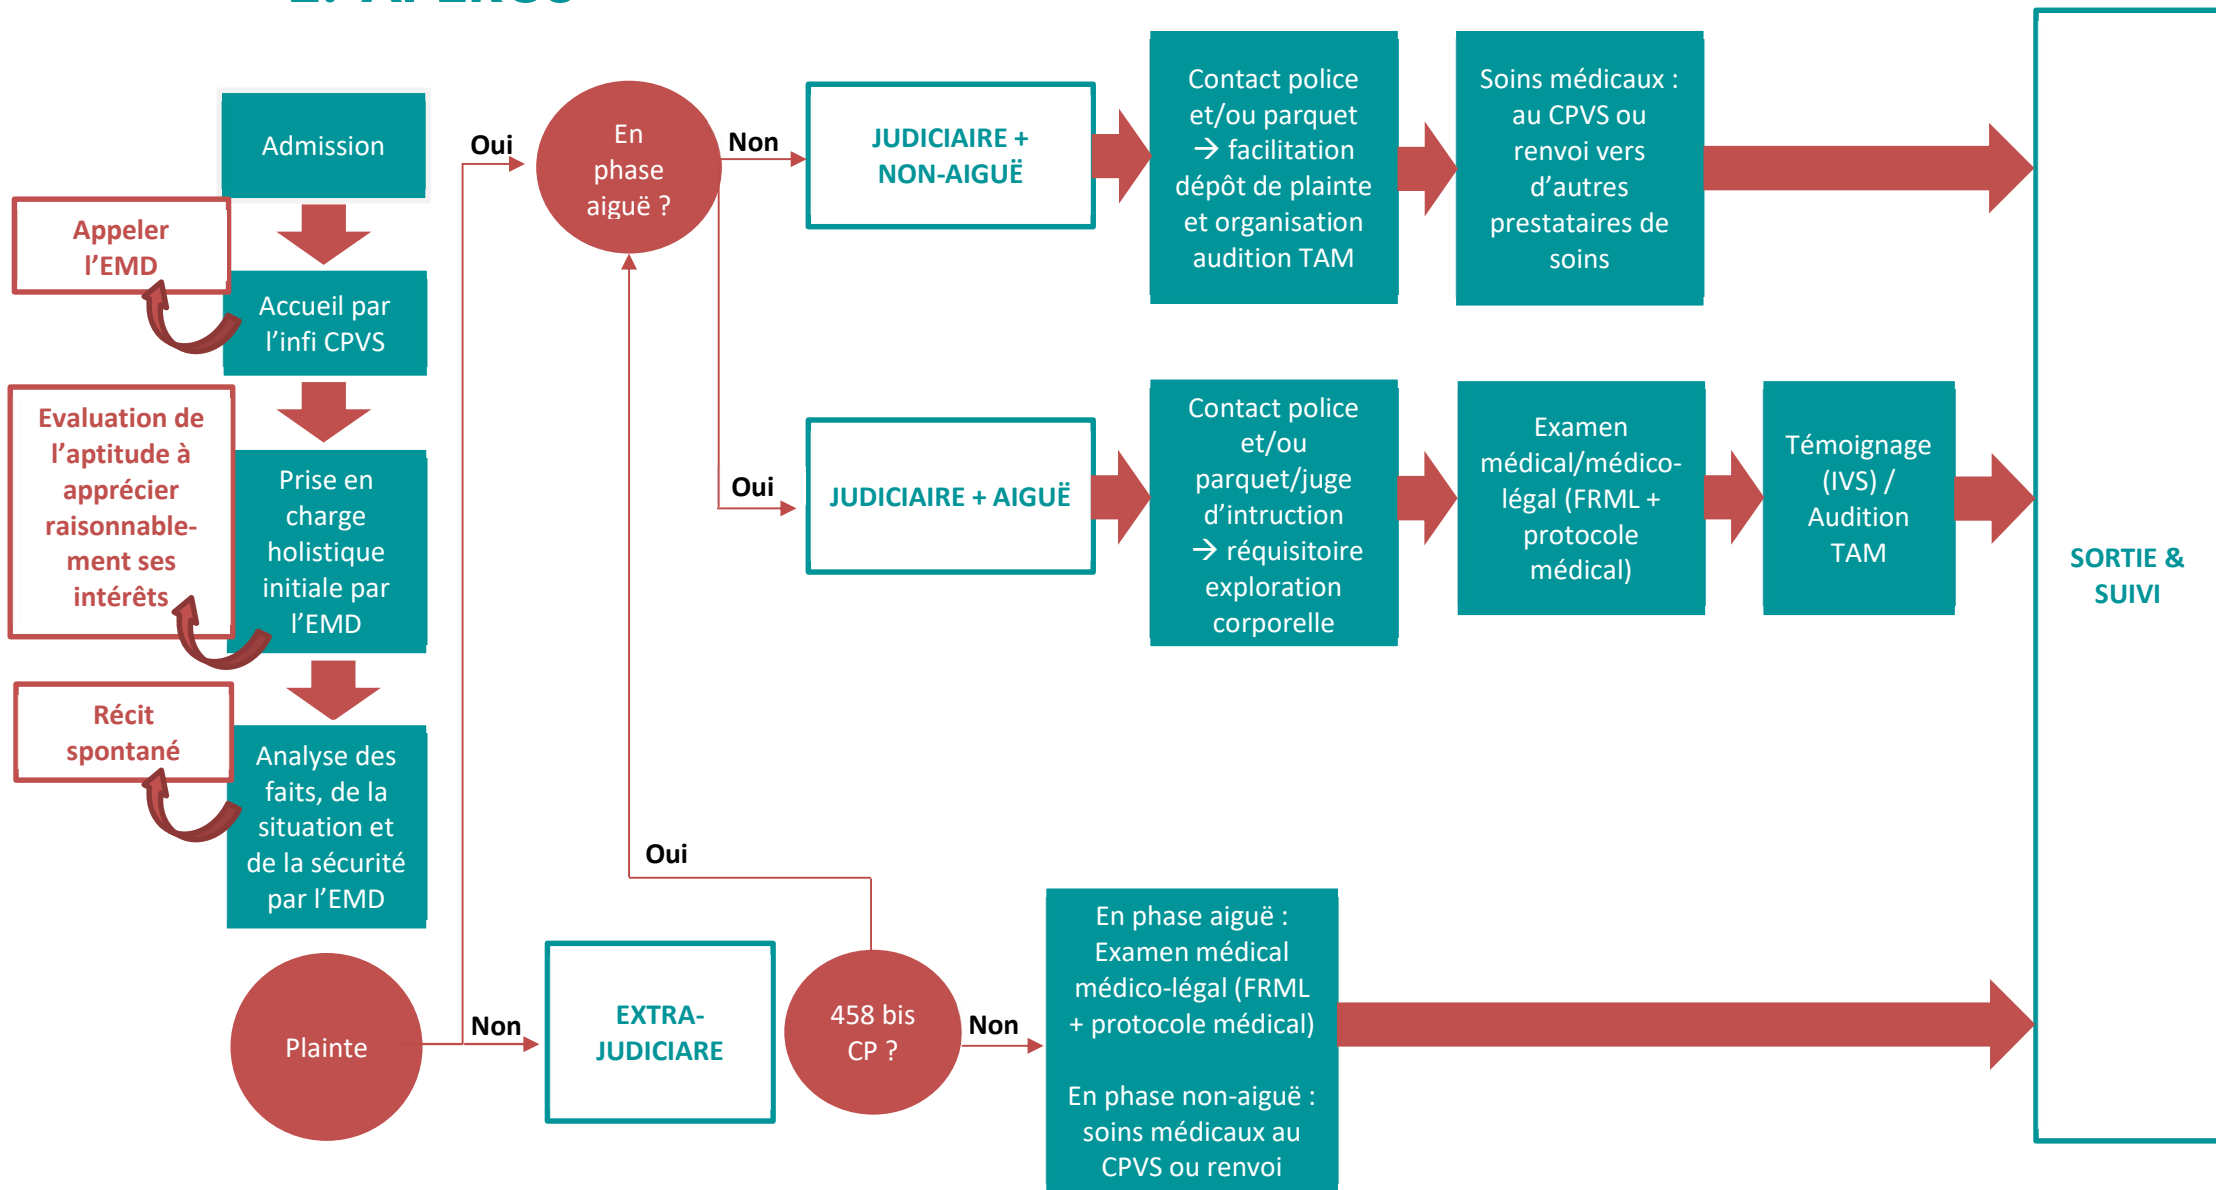 Admission
Appeler
l'EMD
Accueil par
l'infi CPVS
Evaluation de
l'aptitude à
apprécier
raisonnable-
ment ses
intérêts
Prise en
charge
holistique
initiale par
l'EMD
Récit
spontané
Analyse des
faits, de la
situation et
de la sécurité
par l'EMD
Plainte
Oui
Non
En
phase
aiguë ?
Non
Oui
JUDICIAIRE +
NON-AIGUË
Contact police
et/ou parquet
→ facilitation
dépôt de plainte
et organisation
audition TAM
Soins médicaux :
au CPVS ou
renvoi vers
d'autres
prestataires de
soins
JUDICIAIRE + AIGUË
Contact police
et/ou
parquet/juge
d'intruction
→ réquisitoire
exploration
corporelle
Examen
médical/médico-
légal (FRML +
protocole
médical)
Témoignage
(IVS) /
Audition
TAM
EXTRA-
JUDICIARE
458 bis
CP ?
Oui
Non
En phase aiguë :
Examen médical
médico-légal (FRML
+ protocole médical)
En phase non-aiguë :
soins médicaux au
CPVS ou renvoi
SORTIE &
SUIVI